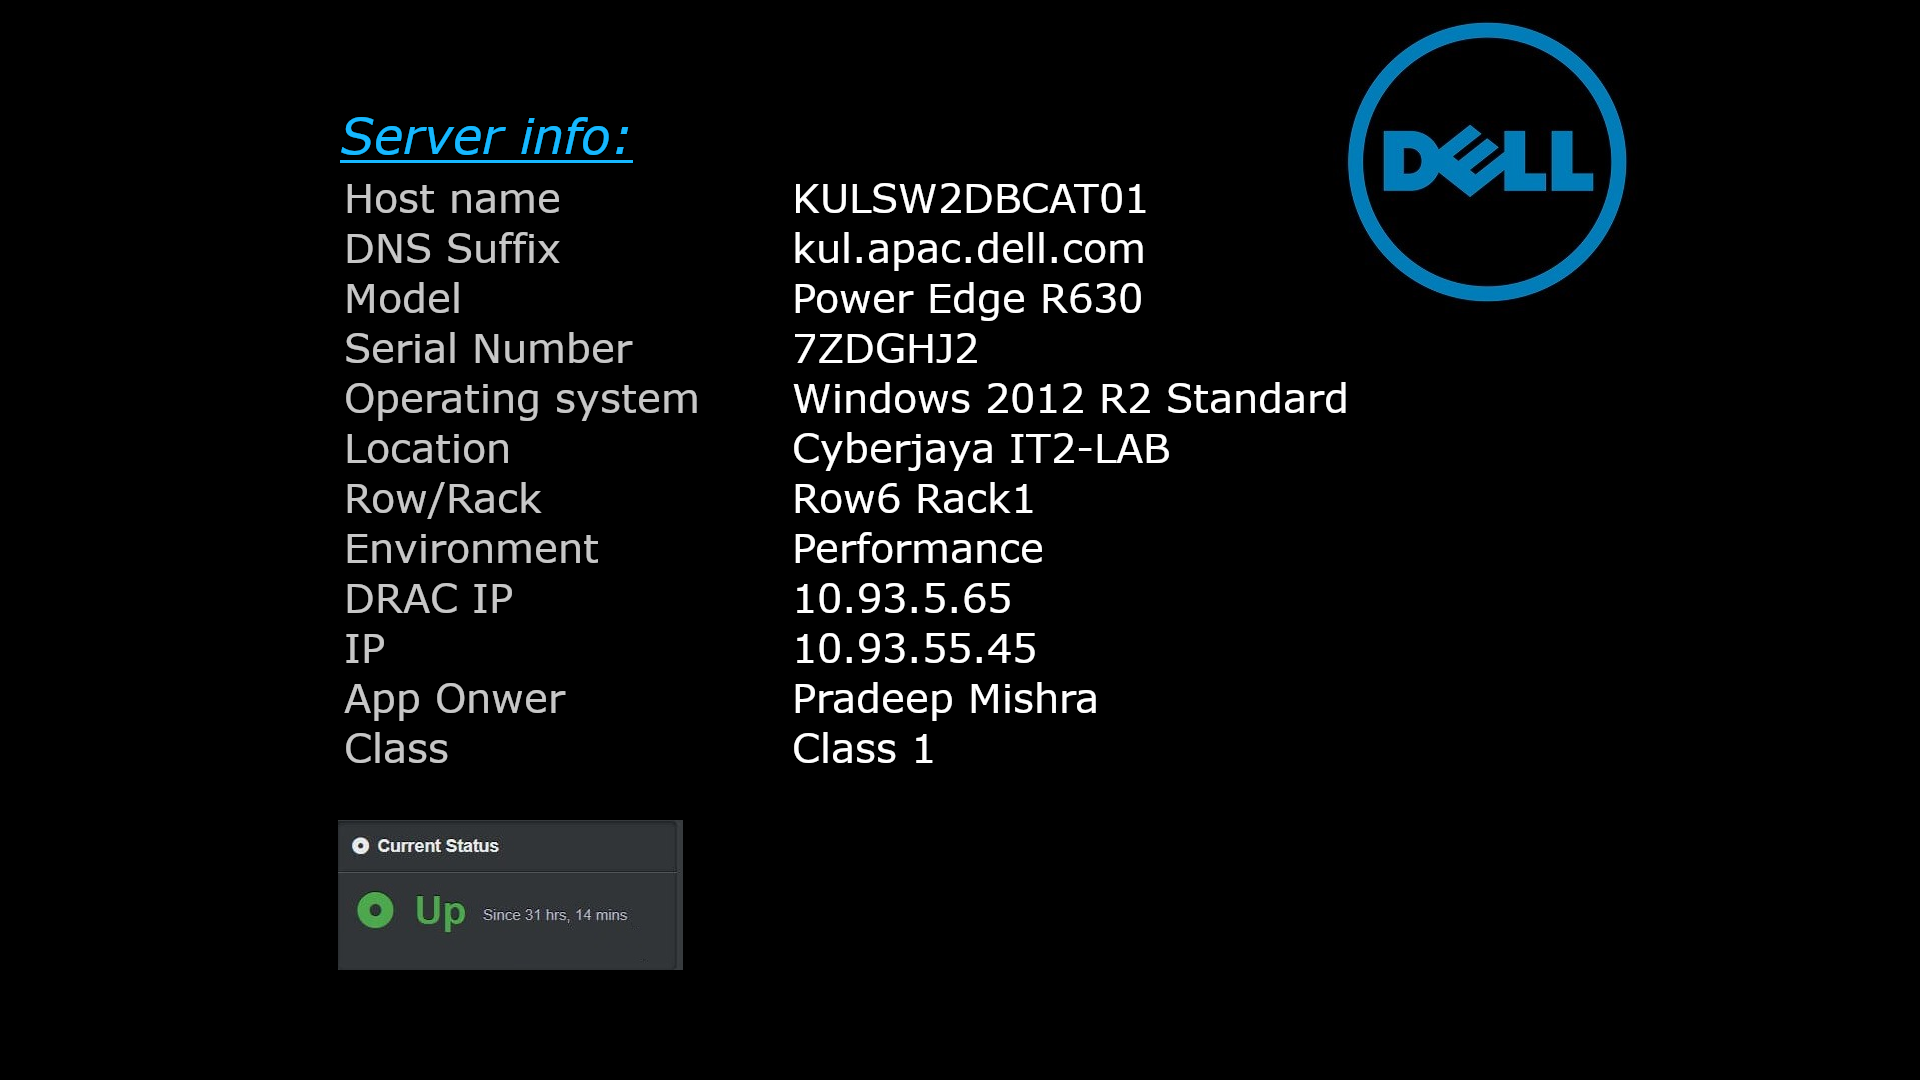 DELL
Server info:
Host name KULSW2DBCAT01
DNS Suffix kul.apac.dell.com
Model Power Edge R630
Serial Number 7ZDGHJ2
Operating system Windows 2012 R2 Standard
Location Cyberjaya IT2-LAB
Row/Rack Row6 Rack1
Environment Performance
DRAC IP 10.93.5.65
IP 10.93.55.45
App Onwer Pradeep Mishra
Class Class 1
Current Status
Up Since 31 hrs, 14 mins